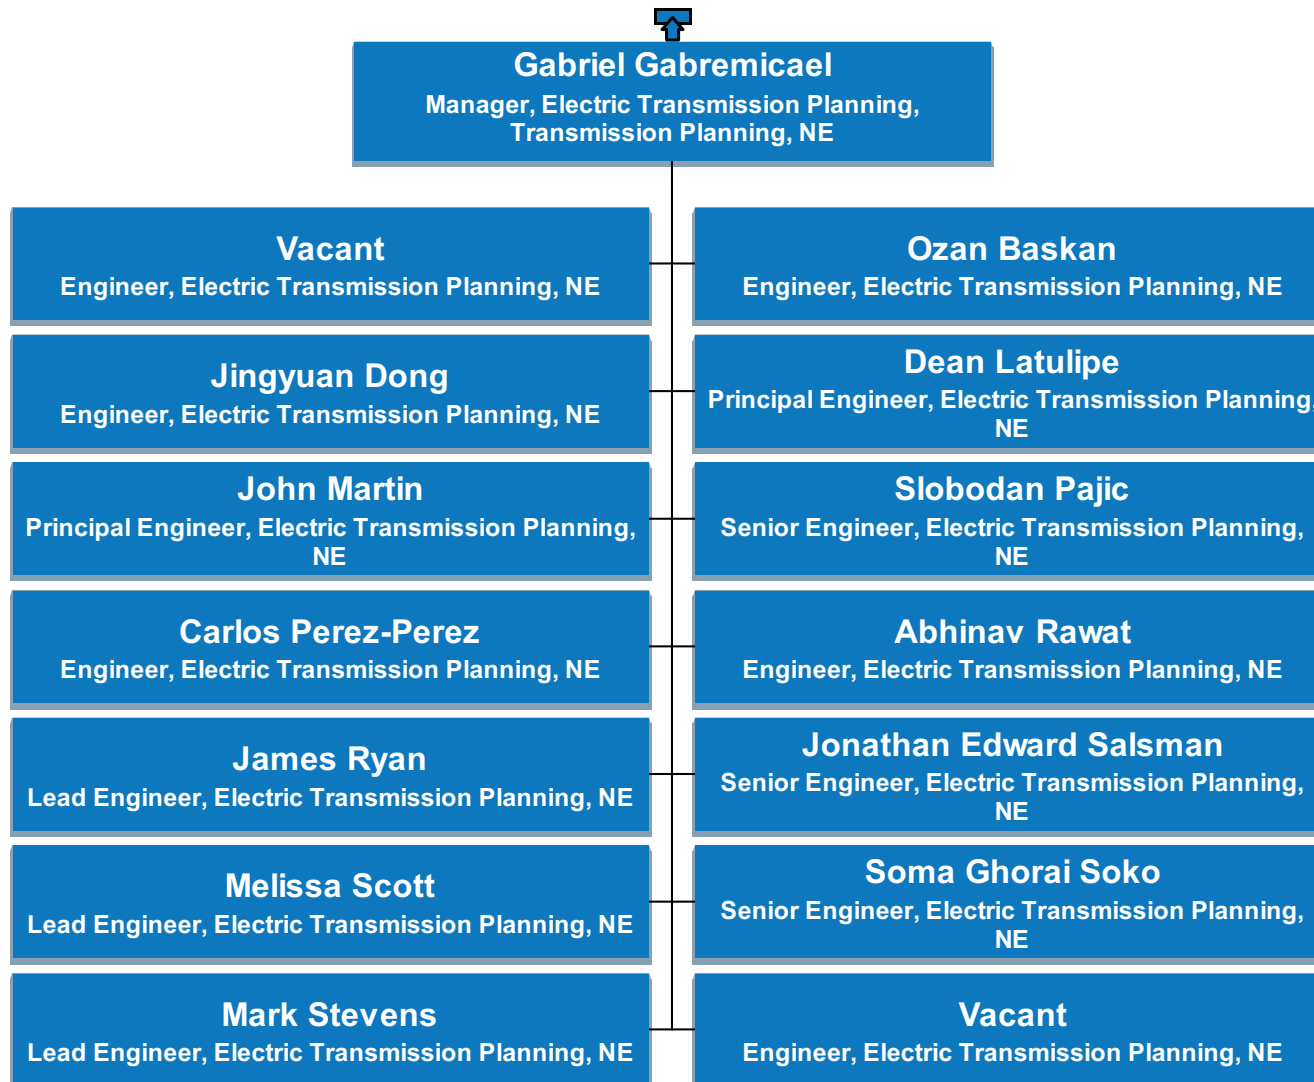 Gabriel Gabremicael
Manager, Electric Transmission Planning,
Transmission Planning, NE
Vacant
Engineer, Electric Transmission Planning, NE
Ozan Baskan
Engineer, Electric Transmission Planning, NE
Jingyuan Dong
Engineer, Electric Transmission Planning, NE
Dean Latulipe
Principal Engineer, Electric Transmission Planning,
NE
John Martin
Principal Engineer, Electric Transmission Planning,
NE
Slobodan Pajic
Senior Engineer, Electric Transmission Planning,
NE
Carlos Perez-Perez
Engineer, Electric Transmission Planning, NE
Abhinav Rawat
Engineer, Electric Transmission Planning, NE
James Ryan
Lead Engineer, Electric Transmission Planning, NE
Jonathan Edward Salsman
Senior Engineer, Electric Transmission Planning,
NE
Melissa Scott
Lead Engineer, Electric Transmission Planning, NE
Soma Ghorai Soko
Senior Engineer, Electric Transmission Planning,
NE
Mark Stevens
Lead Engineer, Electric Transmission Planning, NE
Vacant
Engineer, Electric Transmission Planning, NE